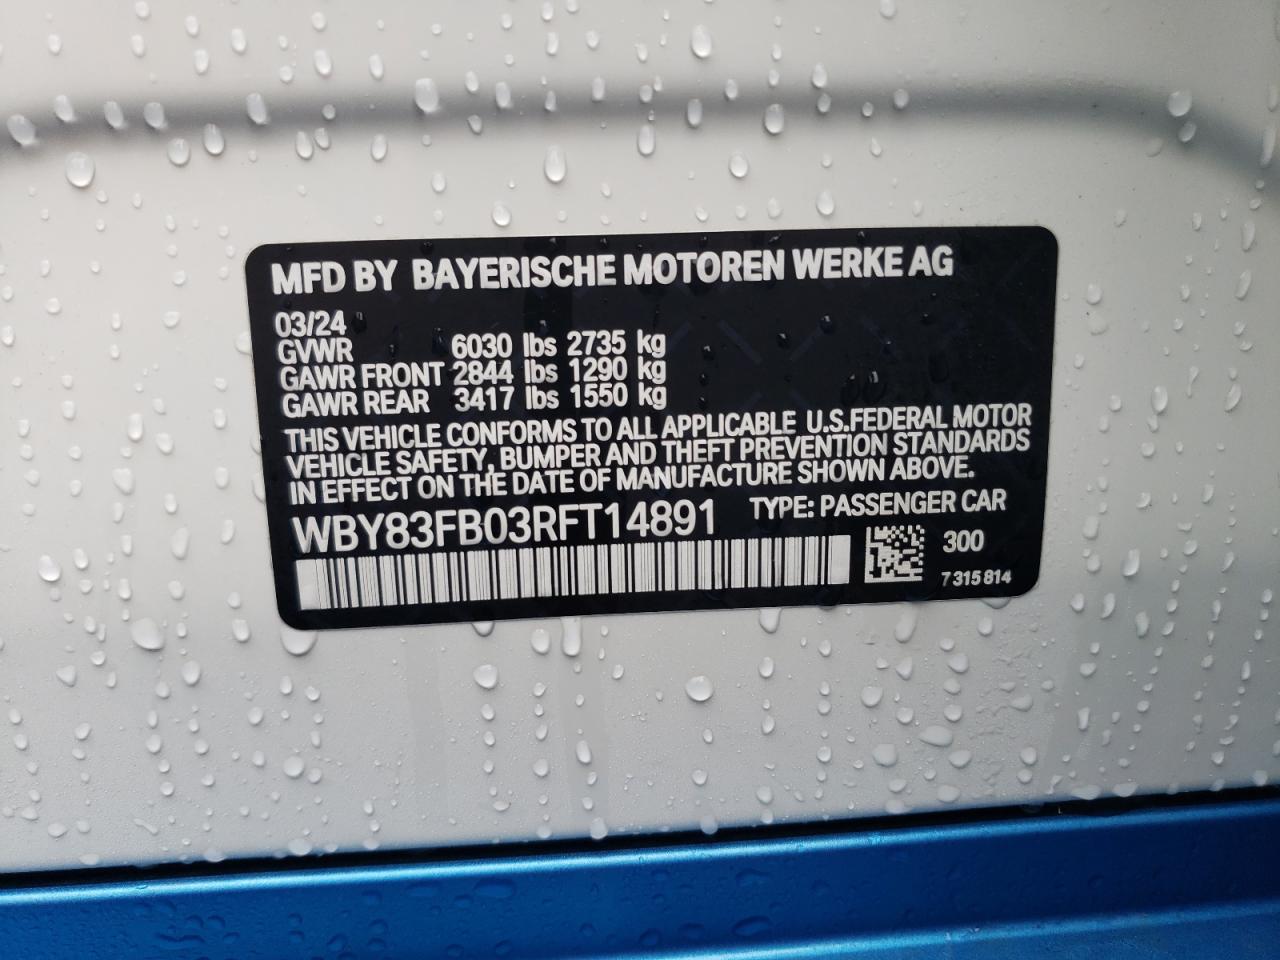 MFD BY BAYERISCHE MOTOREN WERKE AG
03/24
GVWR 6030 lbs 2735 kg
GAWR FRONT 2844 lbs 1290 kg
GAWR REAR 3417 lbs 1550 kg
THIS VEHICLE CONFORMS TO ALL APPLICABLE U.S.FEDERAL MOTOR
VEHICLE SAFETY, BUMPER AND THEFT PREVENTION STANDARDS
IN EFFECT ON THE DATE OF MANUFACTURE SHOWN ABOVE.
WBY83FB03RFT14891 TYPE: PASSENGER CAR
300
7315814